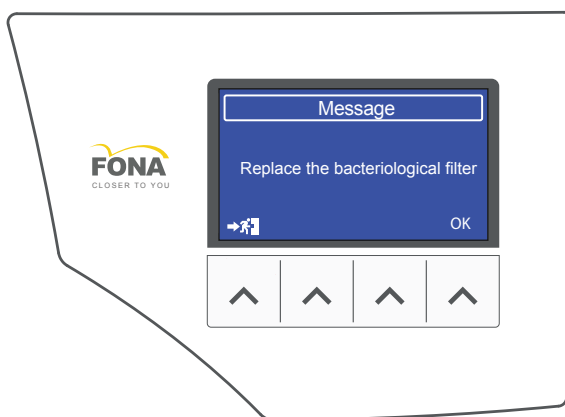 Message
FONA
CLOSER TO YOU
Replace the bacteriological filter
OK